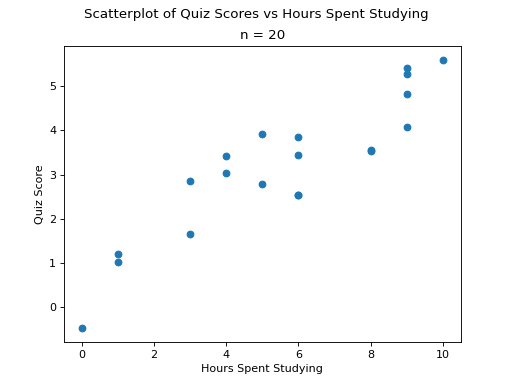 Scatterplot of Quiz Scores vs Hours Spent Studying
n = 20
5
4
3
2
1
0
Quiz Score
0 2 4 6 8 10
Hours Spent Studying